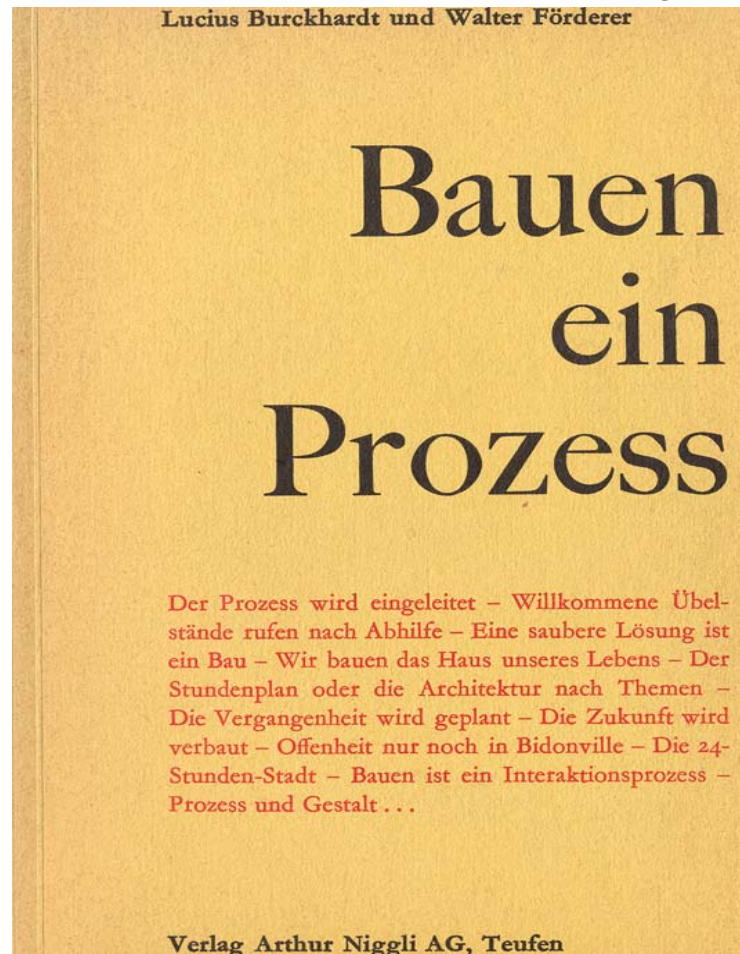 Lucius Burckhardt und Walter Förderer
Bauen
ein
Prozess
Der Prozess wird eingeleitet – Willkommene Übel-
stände rufen nach Abhilfe – Eine saubere Lösung ist
ein Bau – Wir bauen das Haus unseres Lebens – Der
Stundenplan oder die Architektur nach Themen –
Die Vergangenheit wird geplant – Die Zukunft wird
verbaut – Offenheit nur noch in Bidonville – Die 24-
Stunden-Stadt – Bauen ist ein Interaktionsprozess –
Prozess und Gestalt . . .
Verlag Arthur Niggli AG, Teufen